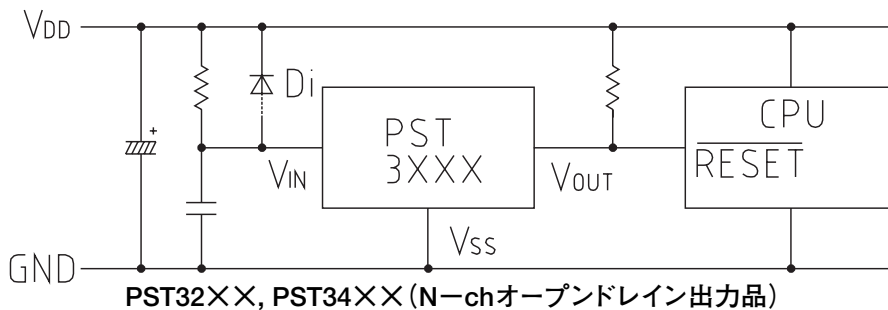 VDD
Di
+
PST
3XXX
CPU
RESET
VIN
VOUT
VSS
GND
PST32××, PST34××(N−chオープンドレイン出力品)